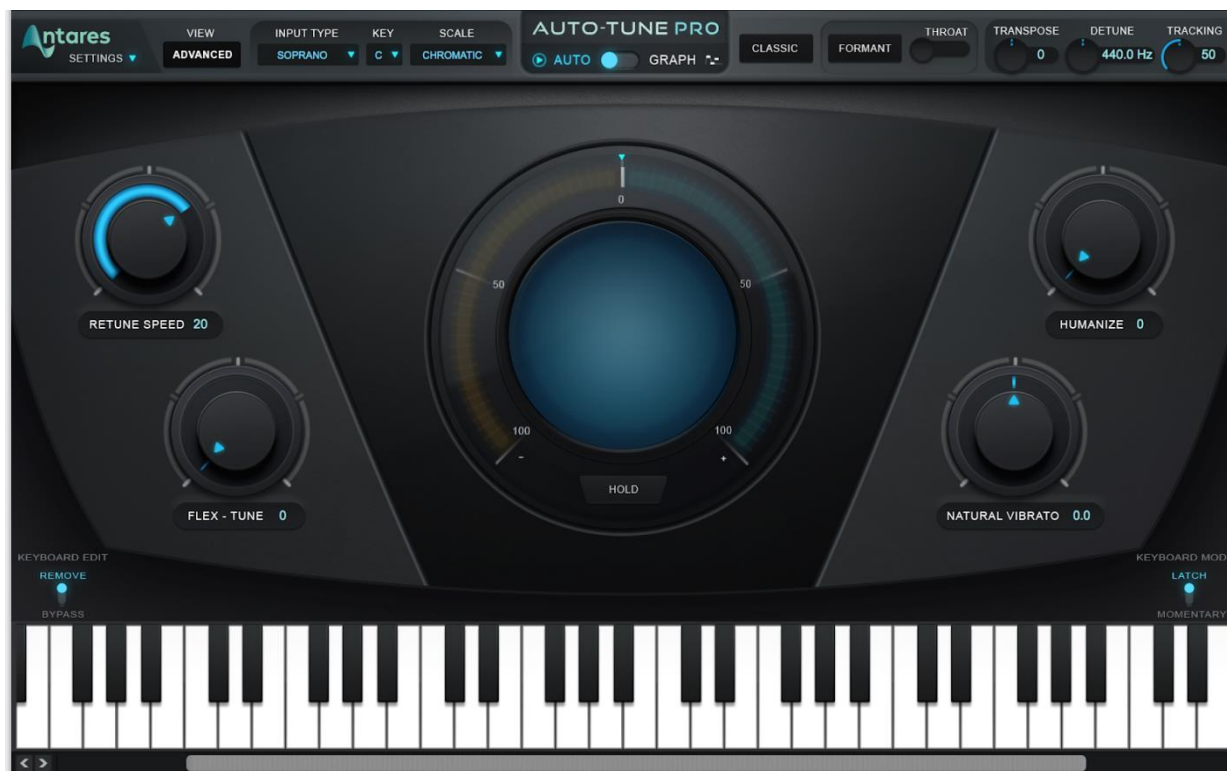 Antares
SETTINGS
VIEW
ADVANCED
INPUT TYPE
SOPRANO
KEY
C
SCALE
CHROMATIC
AUTO-TUNE PRO
AUTO
GRAPH
CLASSIC
FORMANT
THROAT
TRANSPOSE
0
DETUNE
440.0 Hz
TRACKING
50
RETUNE SPEED 20
FLEX - TUNE 0
0
50
50
100
100
-
+
HOLD
HUMANIZE 0
NATURAL VIBRATO 0.0
KEYBOARD EDIT
REMOVE
BYPASS
KEYBOARD MOD
LATCH
MOMENTARY